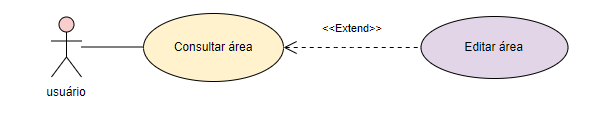 <<Extend>>
Consultar área
Editar área
usuário